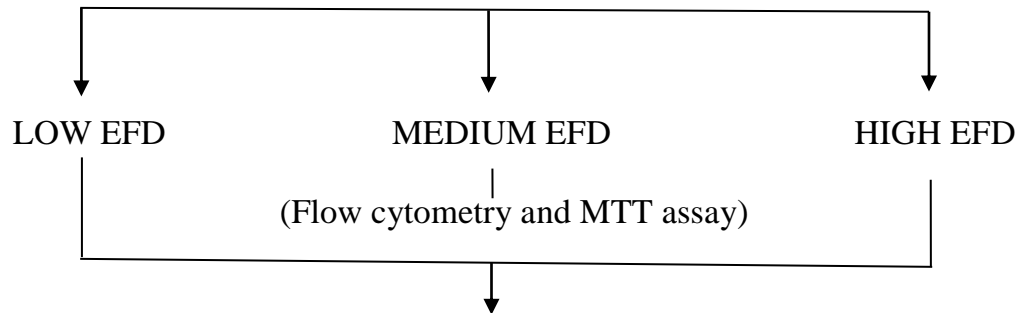 LOW EFD MEDIUM EFD HIGH EFD
(Flow cytometry and MTT assay)